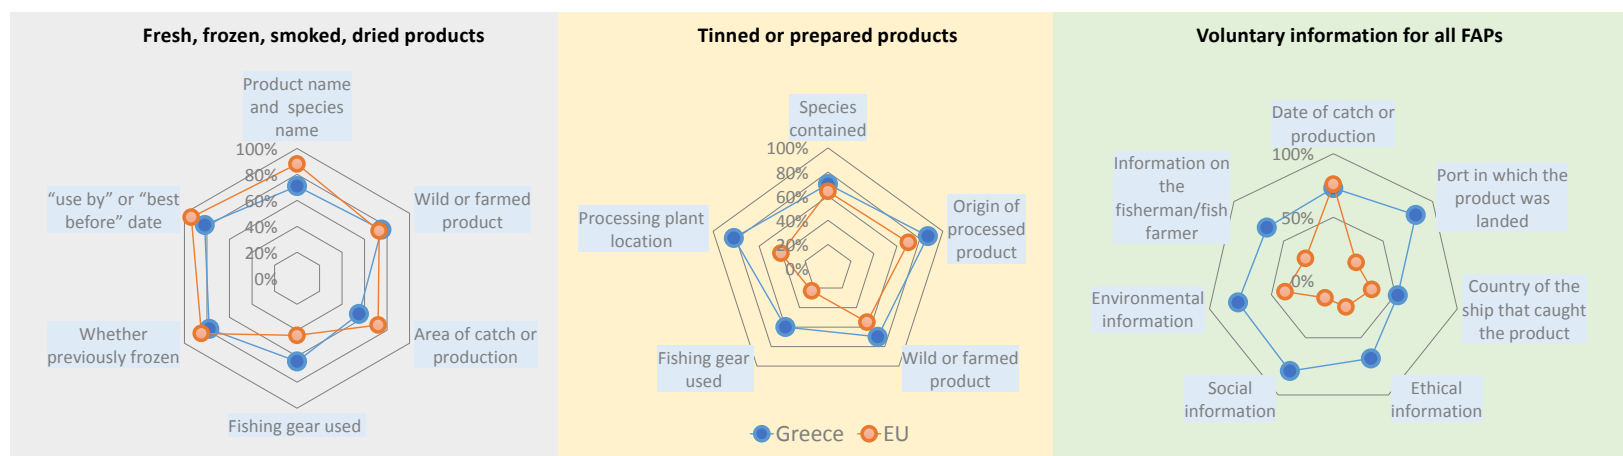 Fresh, frozen, smoked, dried products
Product name
and species
name
100%
80%
60%
40%
20%
0%
"use by" or "best
before" date
Wild or farmed
product
Whether
previously frozen
Area of catch or
production
Fishing gear used
Tinned or prepared products
Species
contained
100%
80%
60%
40%
20%
0%
Processing plant
location
Origin of
processed
product
Fishing gear
used
Wild or farmed
product
Greece
EU
Voluntary information for all FAPs
Date of catch or
production
100%
50%
0%
Information on
the
fisherman/fish
farmer
Port in which the
product was
landed
Environmental
information
Country of the
ship that caught
the product
Social
information
Ethical
information